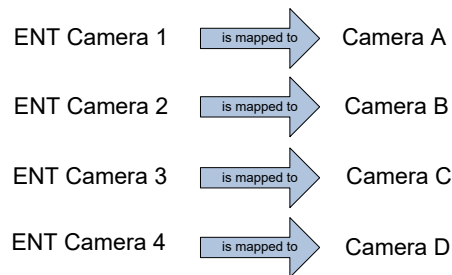 ENT Camera 1 is mapped to Camera A
ENT Camera 2 is mapped to Camera B
ENT Camera 3 is mapped to Camera C
ENT Camera 4 is mapped to Camera D